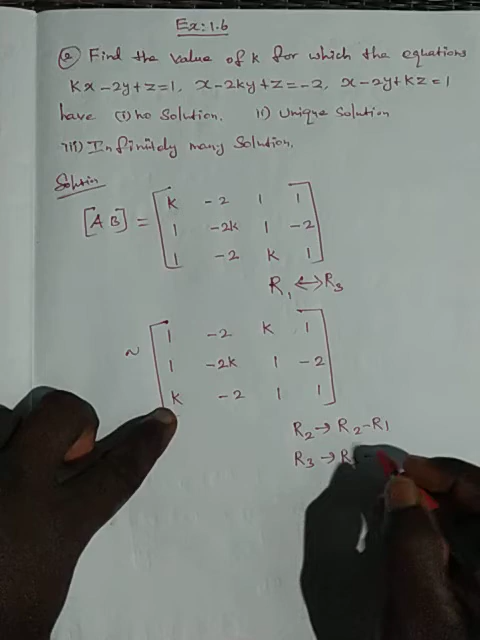 Ex:1.6
② Find the value of k for which the equations
kx-2y+z=1, x-2ky+z=-2, x-2y+kz=1
have (i) no Solution, ii) Unique Solution
iii) Infinitely many Solution.
Solution
[A B] = [ k -2 1 1
1 -2k 1 -2
1 -2 k 1 ]
R₁ ↔ R₃
~ [ 1 -2 k 1
1 -2k 1 -2
k -2 1 1 ]
R₂ → R₂-R₁
R₃ →